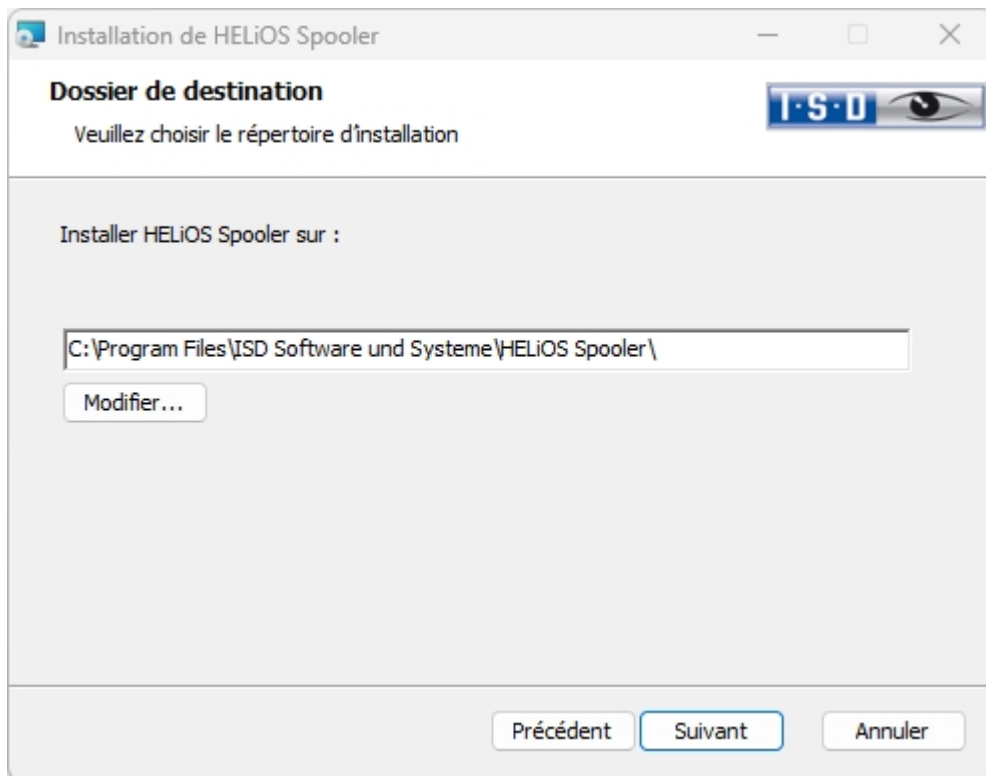 Installation de HELiOS Spooler
Dossier de destination
I·S·D
Veuillez choisir le répertoire d'installation
Installer HELiOS Spooler sur :
C:\Program Files\ISD Software und Systeme\HELiOS Spooler\
Modifier...
Précédent Suivant Annuler